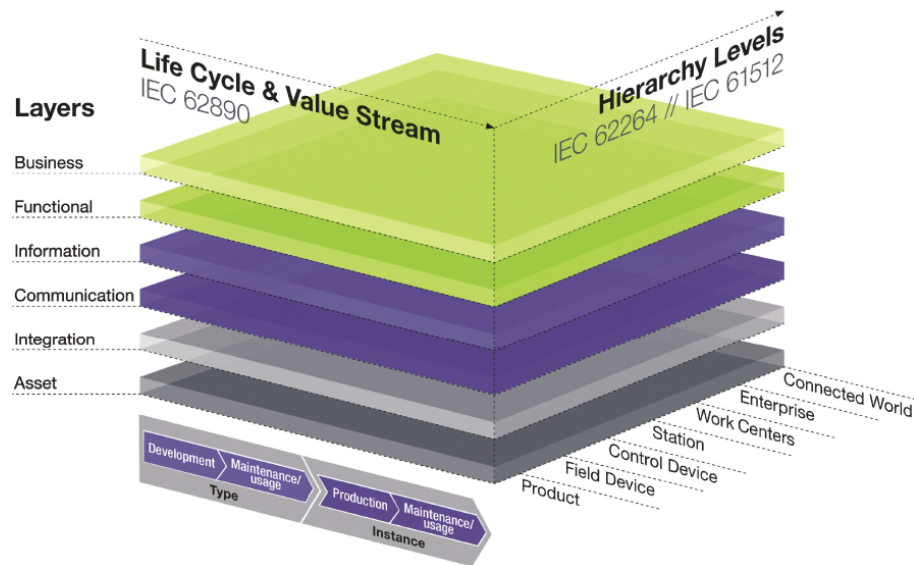 Life Cycle & Value Stream
IEC 62890
Hierarchy Levels
IEC 62264 // IEC 61512
Layers
Business
Functional
Information
Communication
Integration
Asset
Development
Maintenance/
usage
Type
Production
Maintenance/
usage
Instance
Connected World
Enterprise
Work Centers
Station
Control Device
Field Device
Product